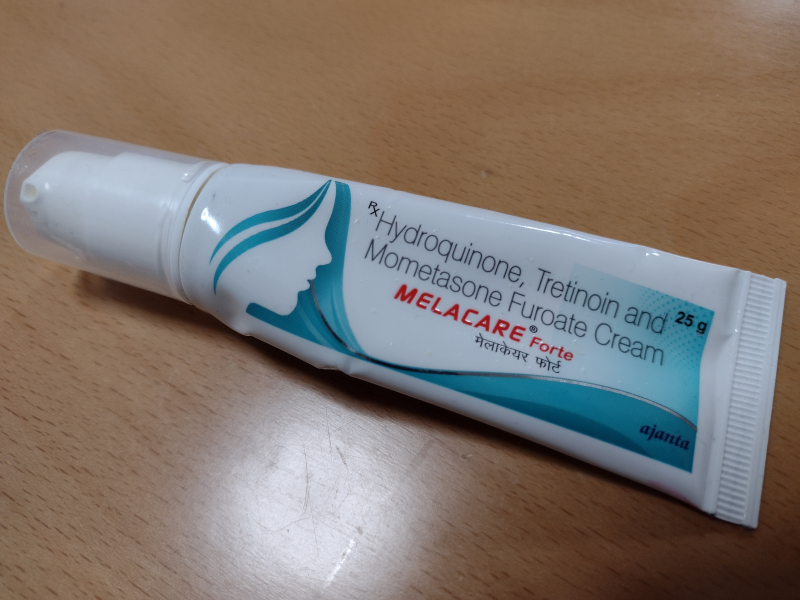 Rx Hydroquinone, Tretinoin and
Mometasone Furoate Cream
25 g
MELACARE® Forte
मेलाकेयर फोर्ट
ajanta